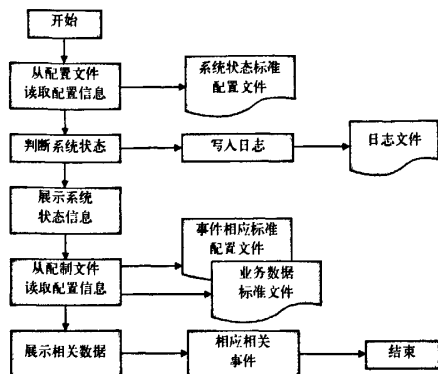 开始
从配置文件
读取配置信息
系统状态标准
配置文件
判断系统状态
写人日志
日志文件
展示系统
状态信息
事件相应标准
配置文件
从配制文件
读取配置信息
业务数据
标准文件
展示相关数据
相应相关
事件
结束